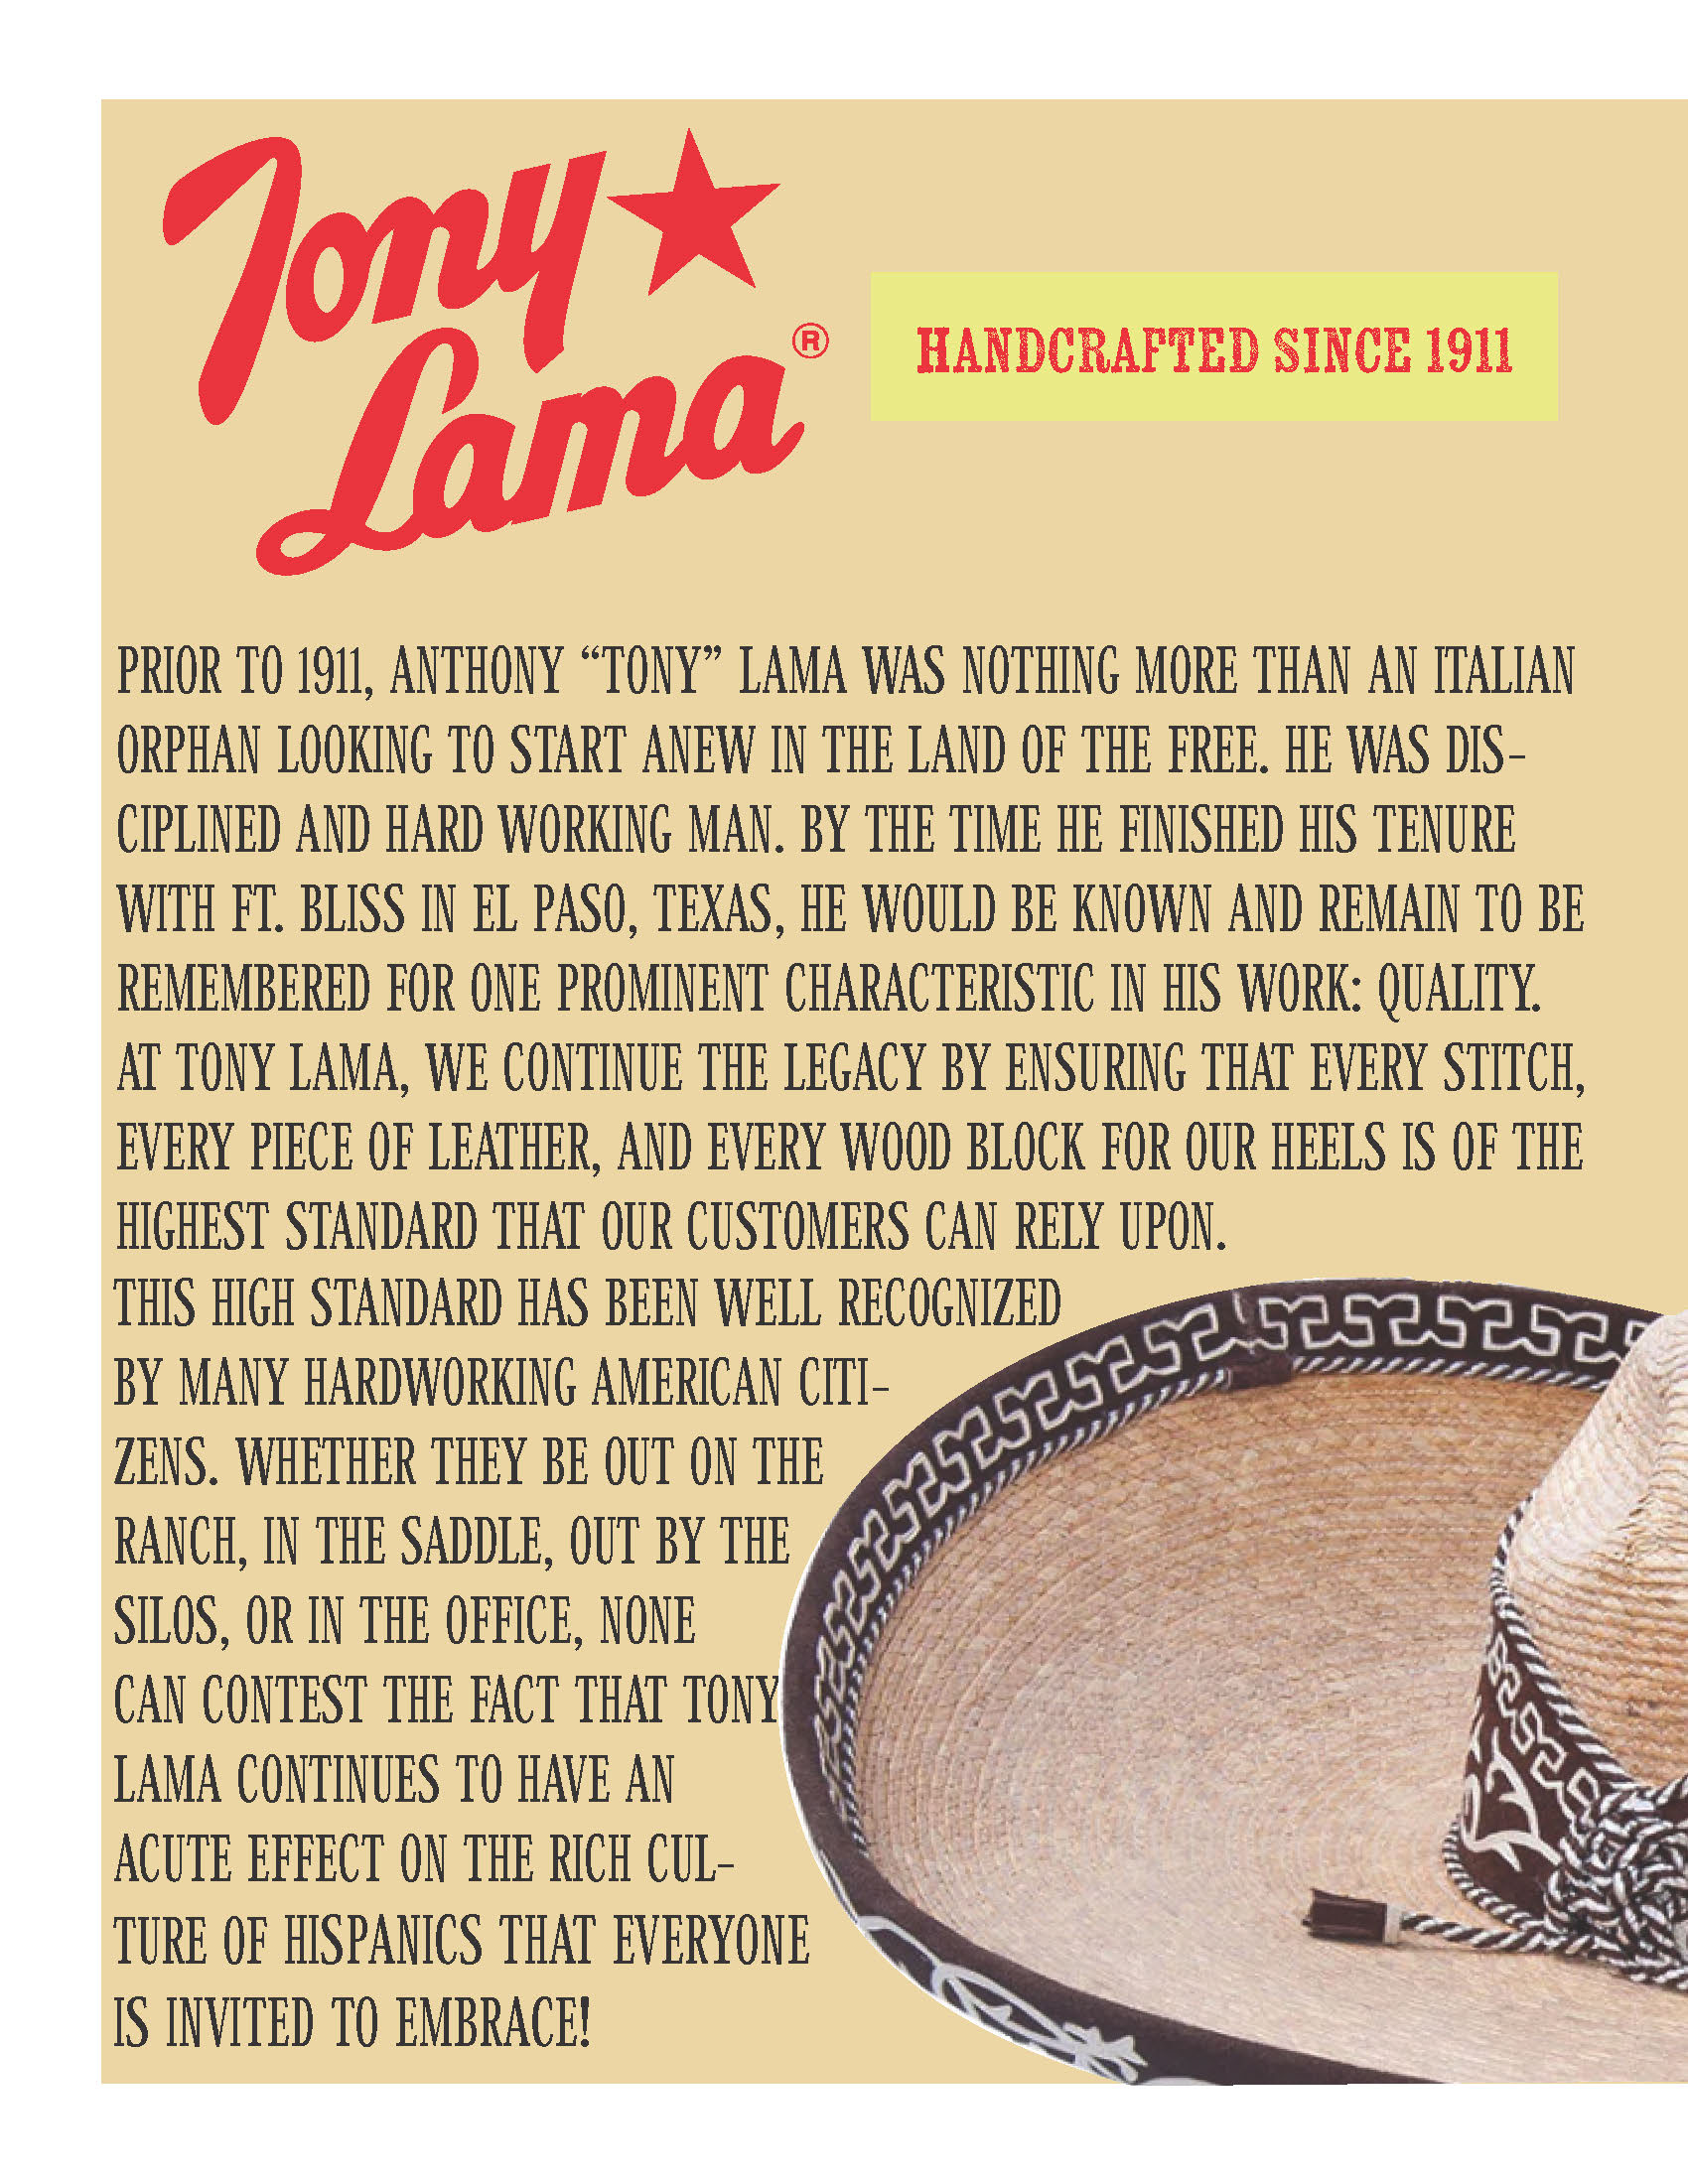 Tony
Lama®
HANDCRAFTED SINCE 1911
PRIOR TO 1911, ANTHONY “TONY” LAMA WAS NOTHING MORE THAN AN ITALIAN
ORPHAN LOOKING TO START ANEW IN THE LAND OF THE FREE. HE WAS DIS-
CIPLINED AND HARD WORKING MAN. BY THE TIME HE FINISHED HIS TENURE
WITH FT. BLISS IN EL PASO, TEXAS, HE WOULD BE KNOWN AND REMAIN TO BE
REMEMBERED FOR ONE PROMINENT CHARACTERISTIC IN HIS WORK: QUALITY.
AT TONY LAMA, WE CONTINUE THE LEGACY BY ENSURING THAT EVERY STITCH,
EVERY PIECE OF LEATHER, AND EVERY WOOD BLOCK FOR OUR HEELS IS OF THE
HIGHEST STANDARD THAT OUR CUSTOMERS CAN RELY UPON.
THIS HIGH STANDARD HAS BEEN WELL RECOGNIZED
BY MANY HARDWORKING AMERICAN CITI-
ZENS. WHETHER THEY BE OUT ON THE
RANCH, IN THE SADDLE, OUT BY THE
SILOS, OR IN THE OFFICE, NONE
CAN CONTEST THE FACT THAT TONY
LAMA CONTINUES TO HAVE AN
ACUTE EFFECT ON THE RICH CUL-
TURE OF HISPANICS THAT EVERYONE
IS INVITED TO EMBRACE!